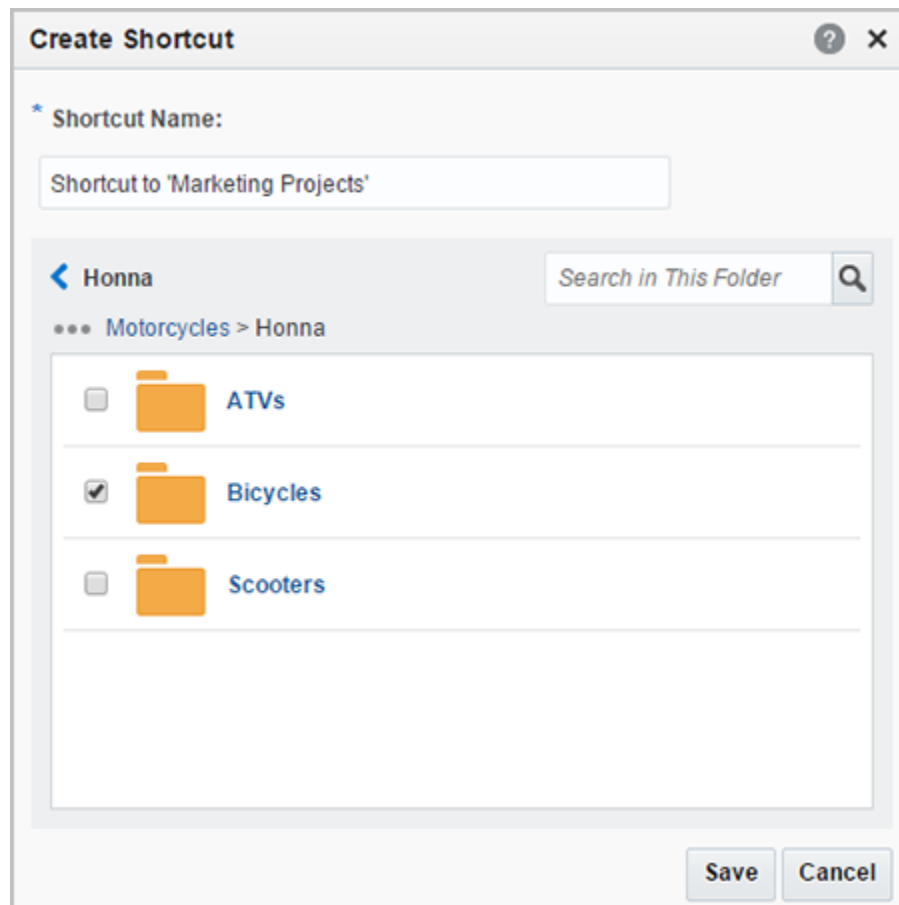 Create Shortcut ? ×
* Shortcut Name:
Shortcut to 'Marketing Projects'
Honna Search in This Folder
••• Motorcycles > Honna
ATVs
Bicycles
Scooters
Save Cancel